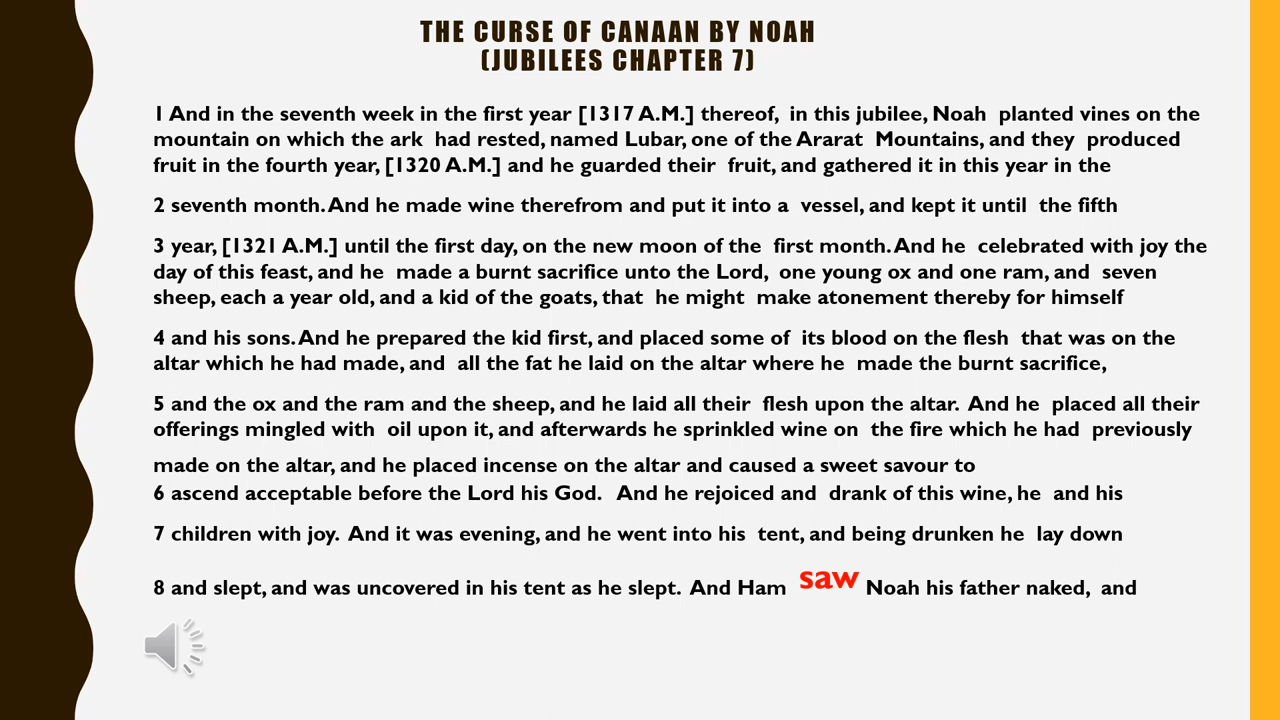 THE CURSE OF CANAAN BY NOAH
(JUBILEES CHAPTER 7)
1 And in the seventh week in the first year [1317 A.M.] thereof, in this jubilee, Noah planted vines on the
mountain on which the ark had rested, named Lubar, one of the Ararat Mountains, and they produced
fruit in the fourth year, [1320 A.M.] and he guarded their fruit, and gathered it in this year in the
2 seventh month. And he made wine therefrom and put it into a vessel, and kept it until the fifth
3 year, [1321 A.M.] until the first day, on the new moon of the first month. And he celebrated with joy the
day of this feast, and he made a burnt sacrifice unto the Lord, one young ox and one ram, and seven
sheep, each a year old, and a kid of the goats, that he might make atonement thereby for himself
4 and his sons. And he prepared the kid first, and placed some of its blood on the flesh that was on the
altar which he had made, and all the fat he laid on the altar where he made the burnt sacrifice,
5 and the ox and the ram and the sheep, and he laid all their flesh upon the altar. And he placed all their
offerings mingled with oil upon it, and afterwards he sprinkled wine on the fire which he had previously
made on the altar, and he placed incense on the altar and caused a sweet savour to
6 ascend acceptable before the Lord his God. And he rejoiced and drank of this wine, he and his
7 children with joy. And it was evening, and he went into his tent, and being drunken he lay down
8 and slept, and was uncovered in his tent as he slept. And Ham saw Noah his father naked, and